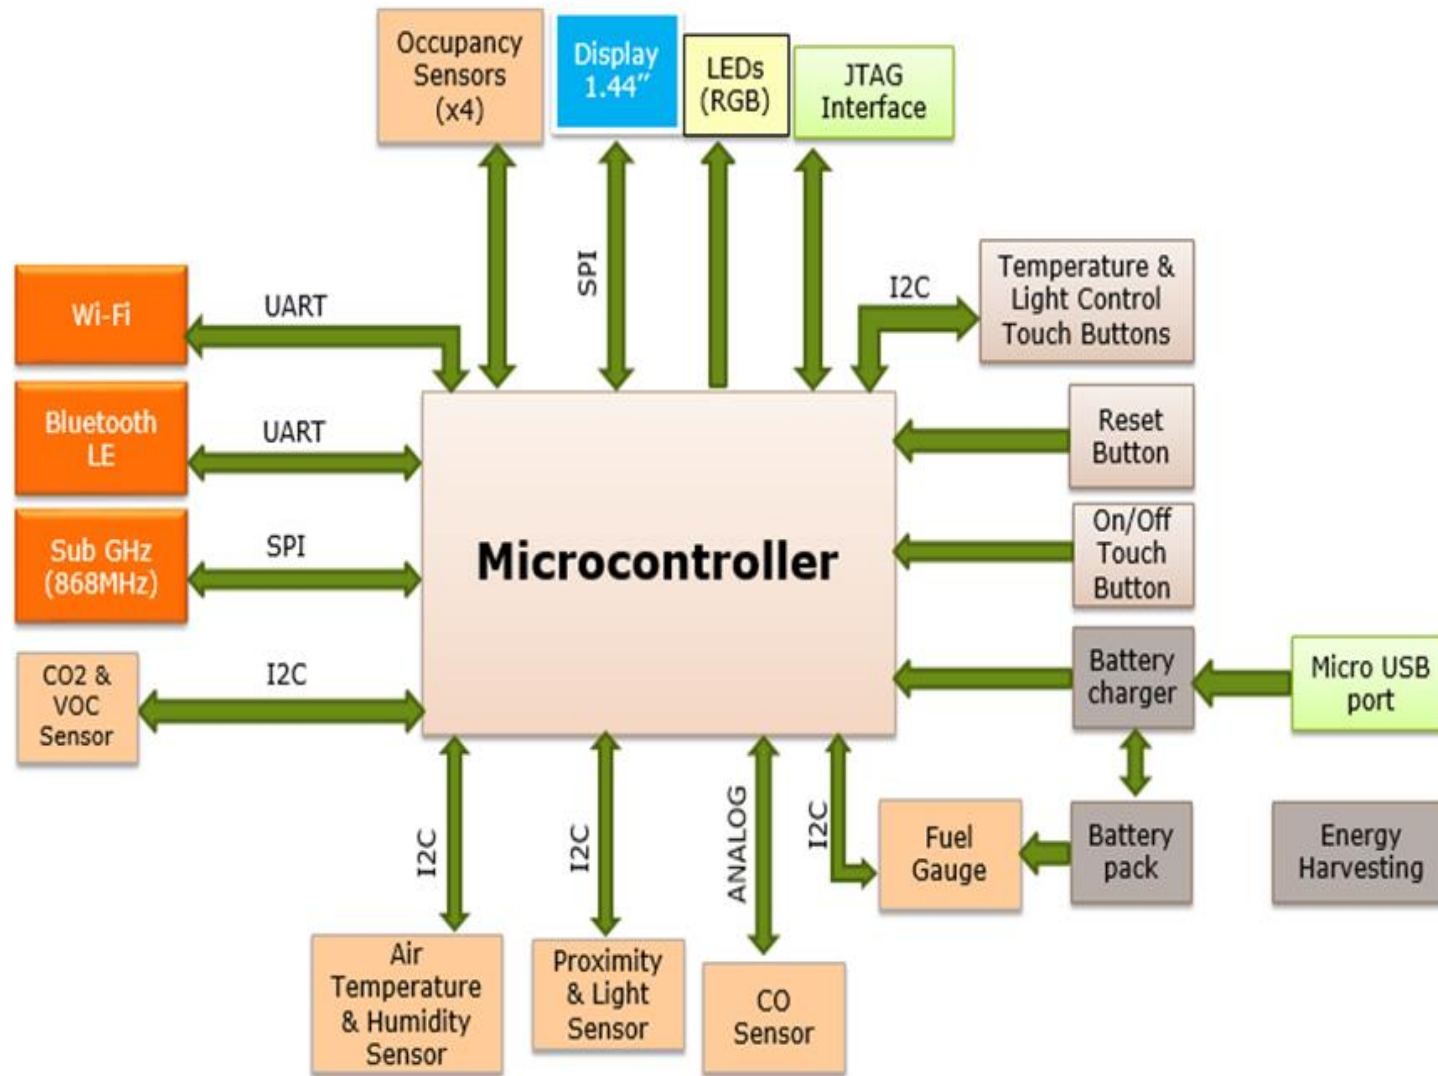 Occupancy
Sensors
(x4)
Display
1.44”
LEDs
(RGB)
JTAG
Interface
SPI
I2C
Temperature &
Light Control
Touch Buttons
Wi-Fi
UART
Bluetooth
LE
UART
Reset
Button
Sub GHz
(868MHz)
SPI
Microcontroller
On/Off
Touch
Button
CO2 &
VOC
Sensor
I2C
Battery
charger
Micro USB
port
I2C
I2C
ANALOG
I2C
Fuel
Gauge
Battery
pack
Energy
Harvesting
Air
Temperature
& Humidity
Sensor
Proximity
& Light
Sensor
CO
Sensor